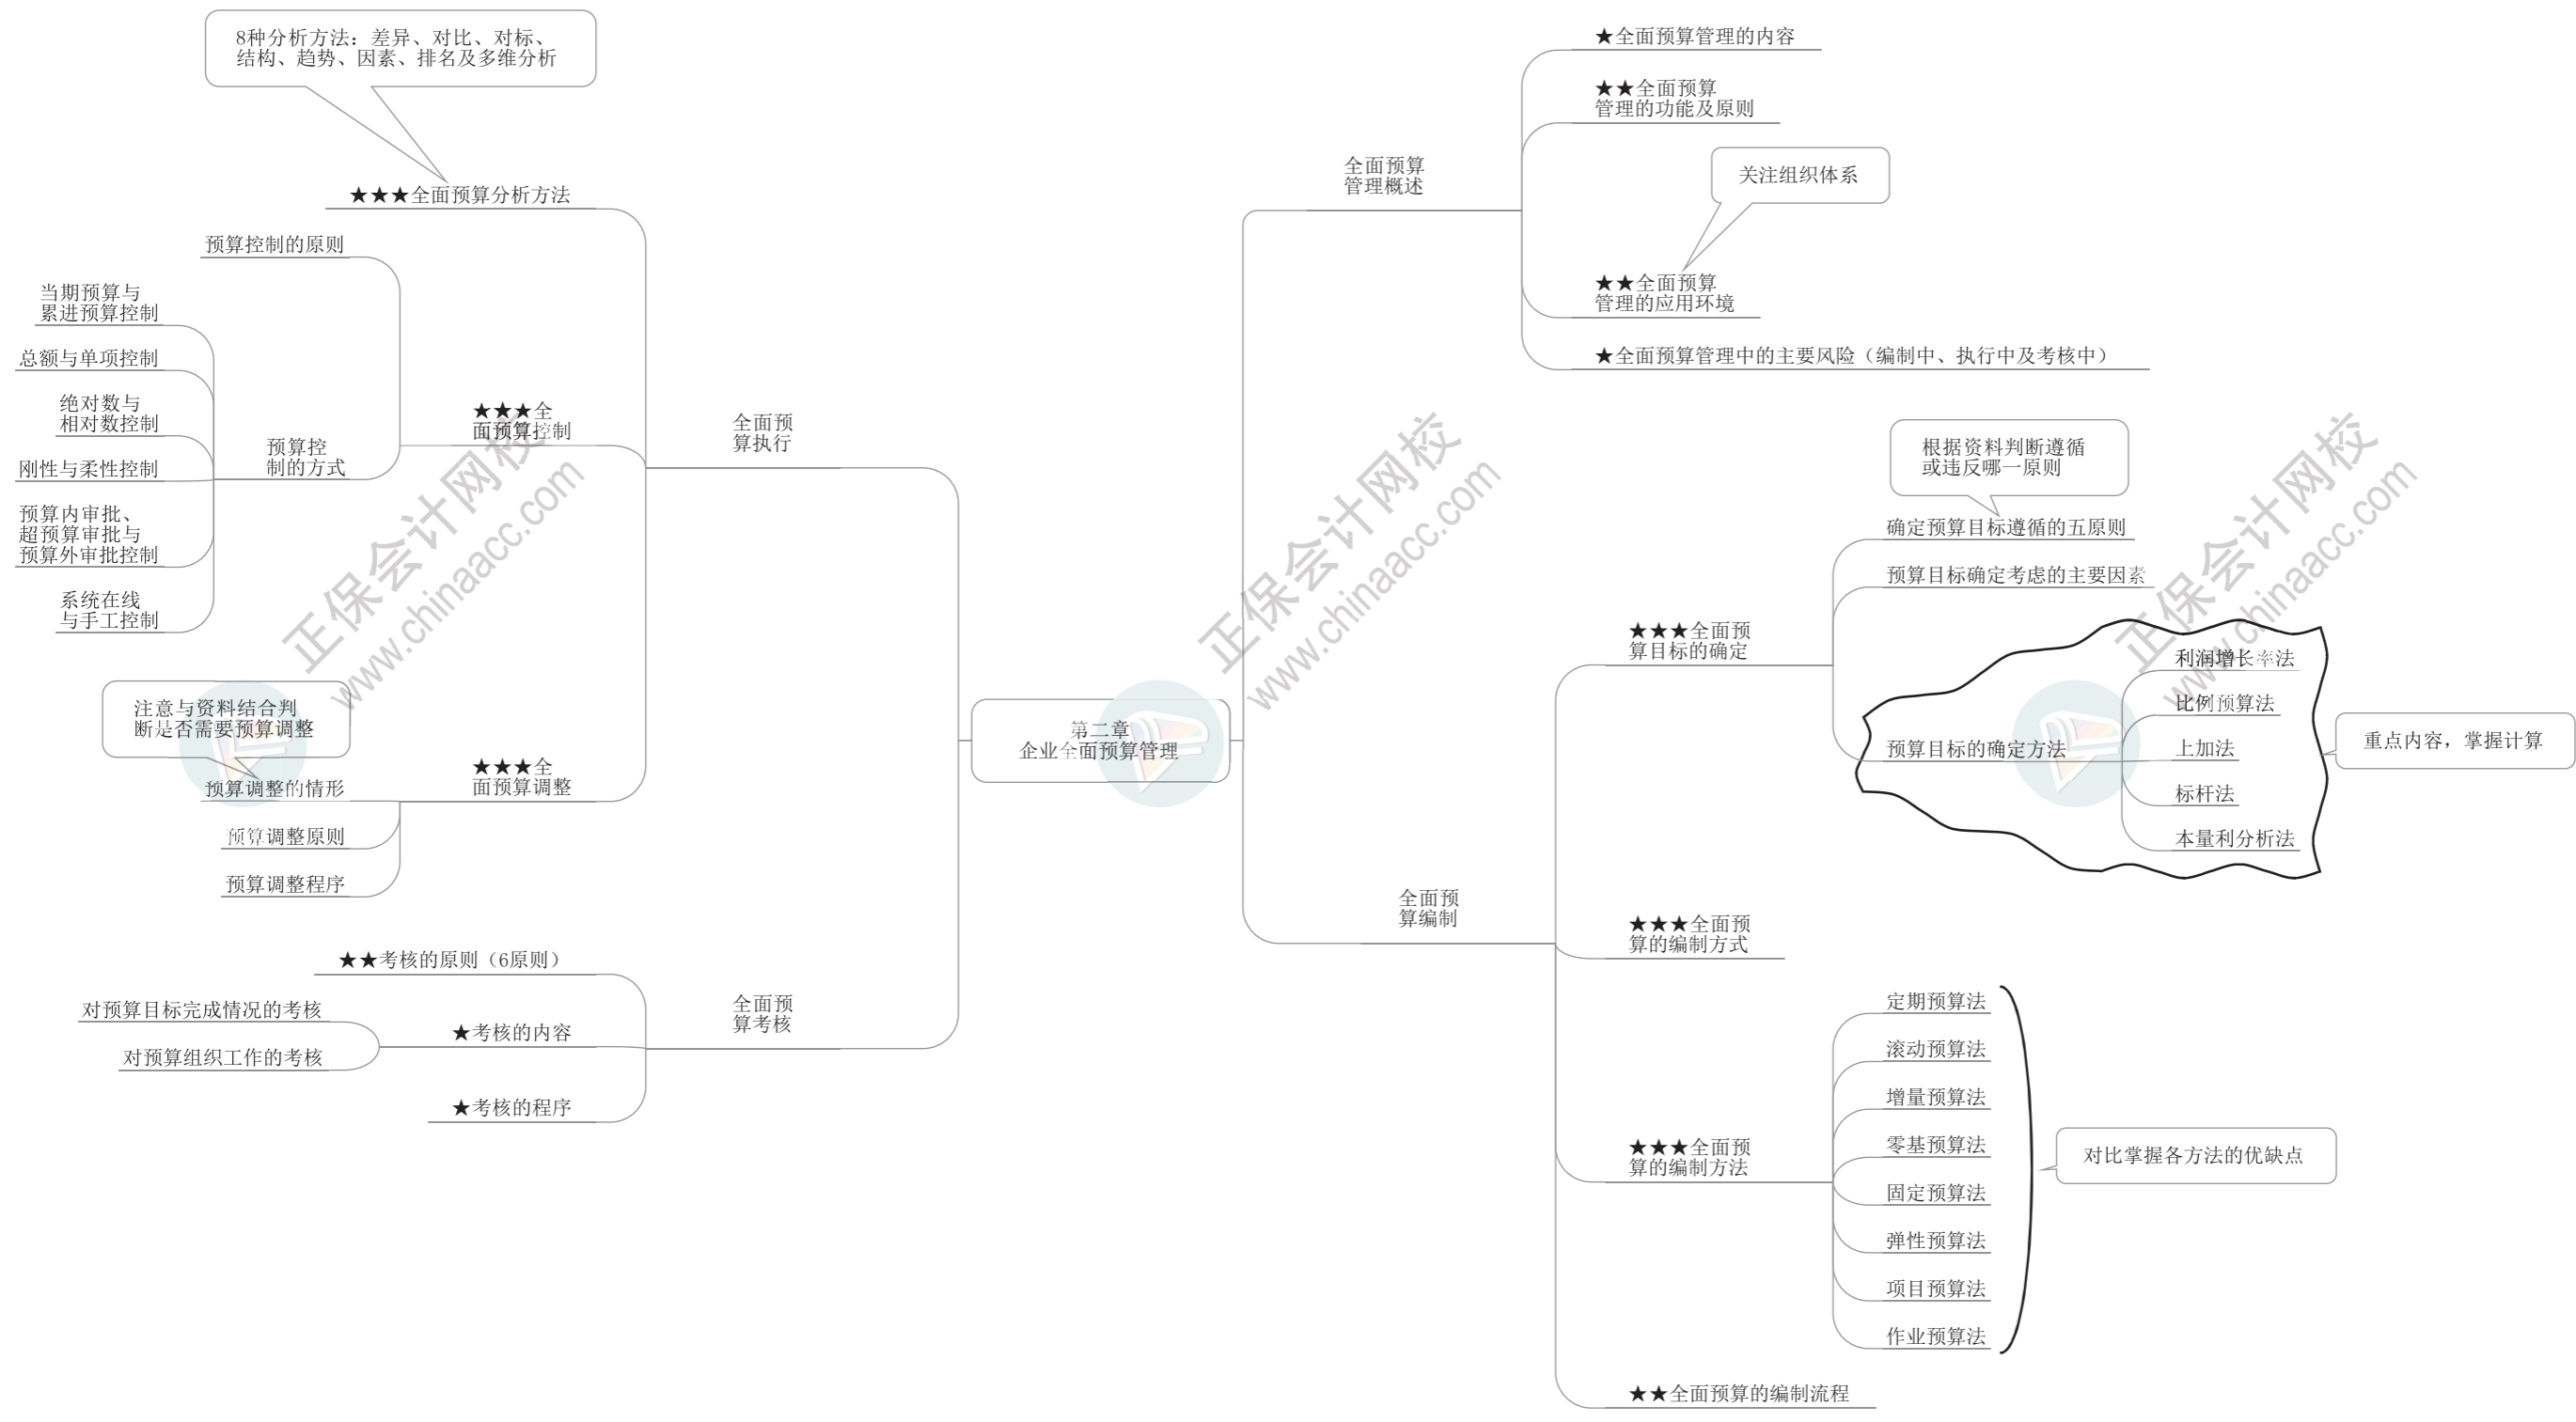 第二章
企业全面预算管理
全面预算
管理概述
★全面预算管理的内容
★★全面预算
管理的功能及原则
关注组织体系
★★全面预算
管理的应用环境
★全面预算管理中的主要风险（编制中、执行中及考核中）
全面预
算编制
★★★全面预
算目标的确定
根据资料判断遵循
或违反哪一原则
确定预算目标遵循的五原则
预算目标确定考虑的主要因素
预算目标的确定方法
利润增长率法
比例预算法
上加法
标杆法
本量利分析法
重点内容，掌握计算
★★★全面预
算的编制方式
★★★全面预
算的编制方法
定期预算法
滚动预算法
增量预算法
零基预算法
固定预算法
弹性预算法
项目预算法
作业预算法
对比掌握各方法的优缺点
★★全面预算的编制流程
全面预
算执行
8种分析方法：差异、对比、对标、
结构、趋势、因素、排名及多维分析
★★★全面预算分析方法
★★★全
面预算控制
预算控制的原则
预算控
制的方式
当期预算与
累进预算控制
总额与单项控制
绝对数与
相对数控制
刚性与柔性控制
预算内审批、
超预算审批与
预算外审批控制
系统在线
与手工控制
★★★全
面预算调整
注意与资料结合判
断是否需要预算调整
预算调整的情形
预算调整原则
预算调整程序
全面预
算考核
★★考核的原则（6原则）
★考核的内容
对预算目标完成情况的考核
对预算组织工作的考核
★考核的程序
正保会计网校
www.chinaacc.com
正保会计网校
www.chinaacc.com
正保会计网校
www.chinaacc.com